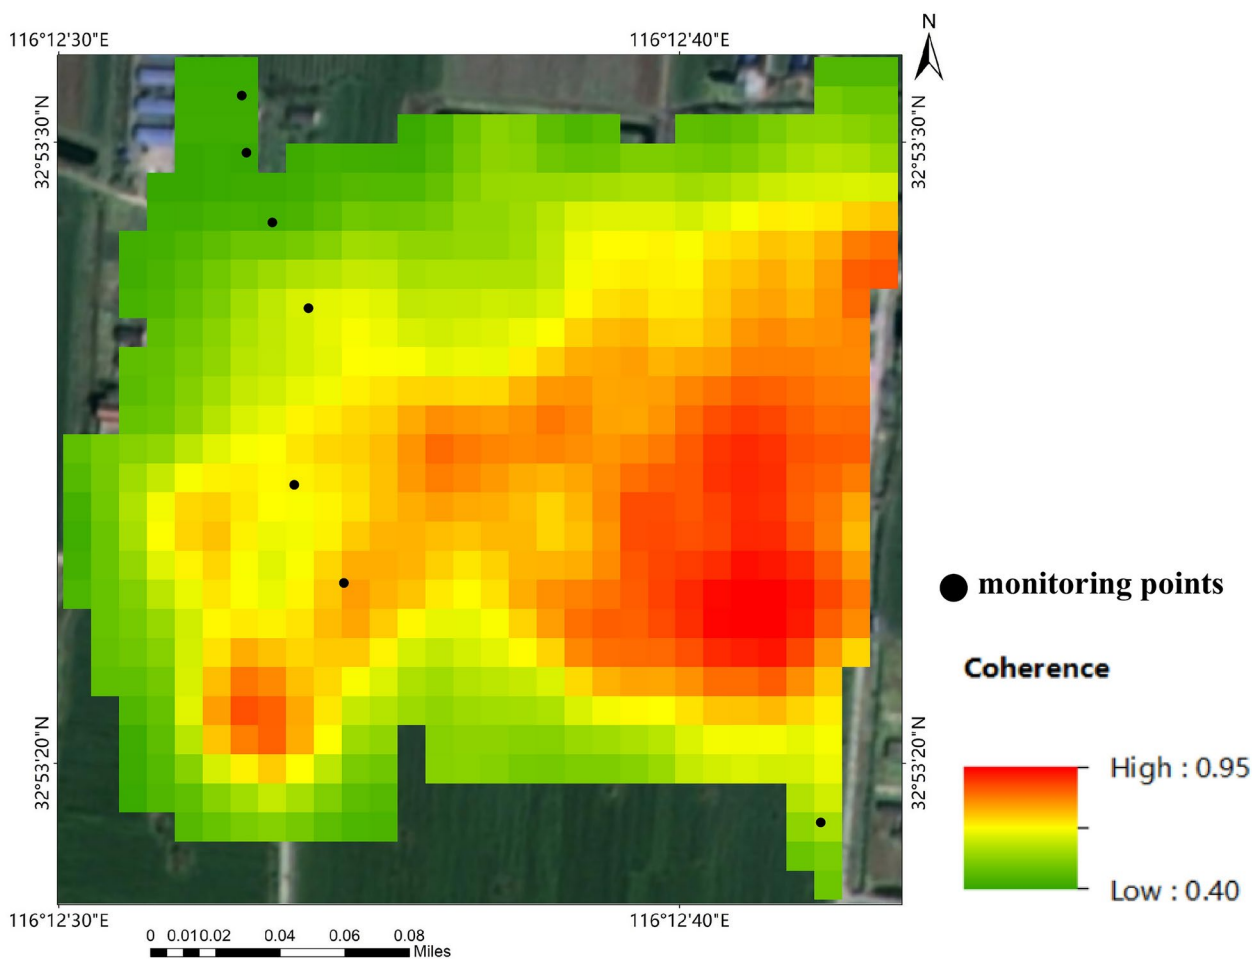 116°12'30"E
116°12'40"E
N
32°53'30"N
32°53'30"N
monitoring points
Coherence
High : 0.95
Low : 0.40
32°53'20"N
32°53'20"N
116°12'30"E
116°12'40"E
0 0.010.02 0.04 0.06 0.08
Miles